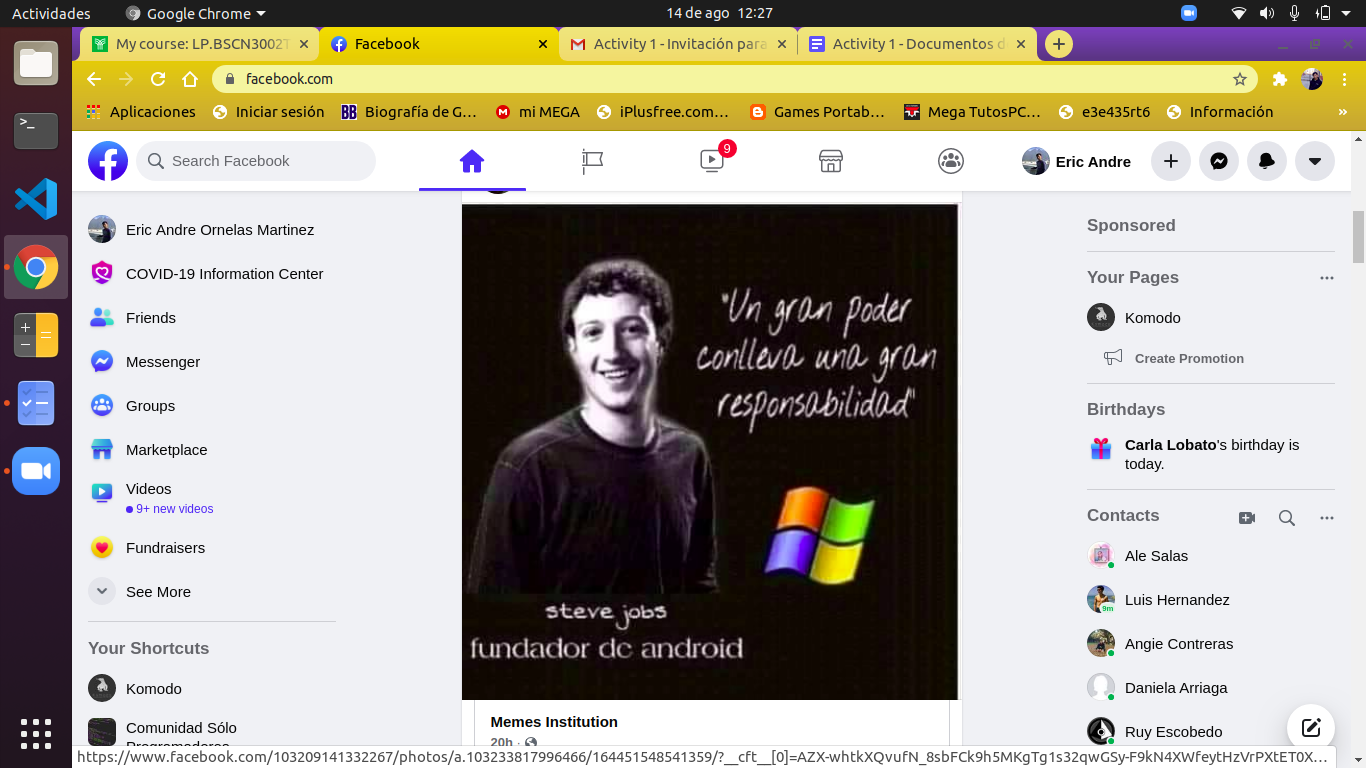 Actividades
Google Chrome
14 de ago 12:27
My course: LP.BSCN3002T
Facebook
Activity 1 - Invitación para
Activity 1 - Documentos d
facebook.com
Aplicaciones
Iniciar sesión
Biografía de G...
mi MEGA
iPlusfree.com...
Games Portab...
Mega TutosPC...
e3e435rt6
Información
»
Search Facebook
9
Eric Andre
Eric Andre Ornelas Martinez
COVID-19 Information Center
Friends
Messenger
Groups
Marketplace
Videos
9+ new videos
Fundraisers
See More
Your Shortcuts
Komodo
Comunidad Sólo
Programadores
"Un gran poder
conlleva una gran
responsabilidad"
steve jobs
fundador de android
Memes Institution
20h ·
Sponsored
Your Pages
Komodo
Create Promotion
Birthdays
Carla Lobato's birthday is
today.
Contacts
Ale Salas
Luis Hernandez
9m
Angie Contreras
Daniela Arriaga
Ruy Escobedo
https://www.facebook.com/103209141332267/photos/a.103233817996466/164451548541359/?__cft__[0]=AZX-whtkXQvufN_8sbFCk9h5MKgTg1s32qwGSy-F9kN4XWfeytHzVrPXtET0X...